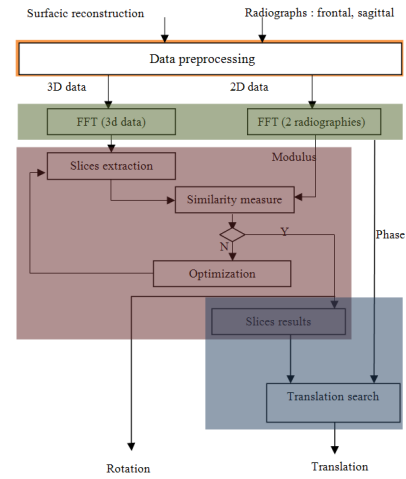 Surfacic reconstruction
Radiographs : frontal, sagittal
Data preprocessing
3D data
2D data
FFT (3d data)
FFT (2 radiographies)
Modulus
Slices extraction
Similarity measure
Y
Phase
N
Optimization
Slices results
Translation search
Rotation
Translation